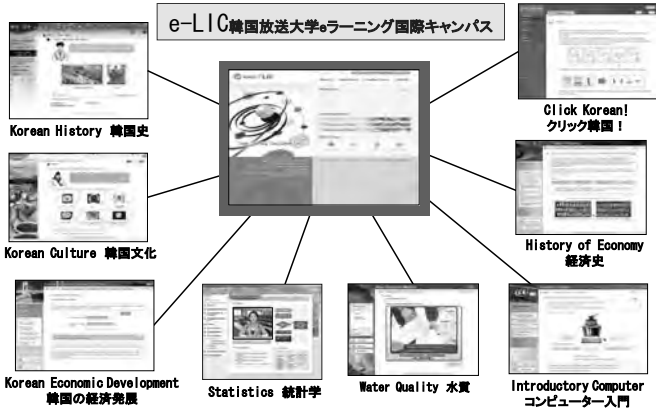 e-LIC韓国放送大学eラーニング国際キャンパス
Korean History 韓国史
Click Korean!
クリック韓国！
Korean Culture 韓国文化
History of Economy
経済史
Korean Economic Development
韓国の経済発展
Statistics 統計学
Water Quality 水質
Introductory Computer
コンピューター入門